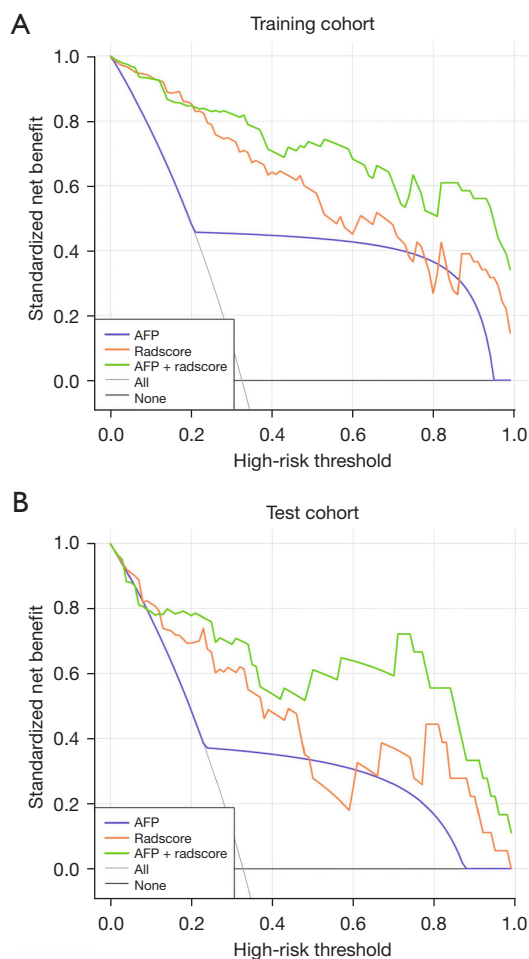 A
Training cohort
Standardized net benefit
1.0
0.8
0.6
0.4
0.2
0.0
AFP
Radscore
AFP + radscore
All
None
0.0 0.2 0.4 0.6 0.8 1.0
High-risk threshold
B
Test cohort
Standardized net benefit
1.0
0.8
0.6
0.4
0.2
0.0
AFP
Radscore
AFP + radscore
All
None
0.0 0.2 0.4 0.6 0.8 1.0
High-risk threshold